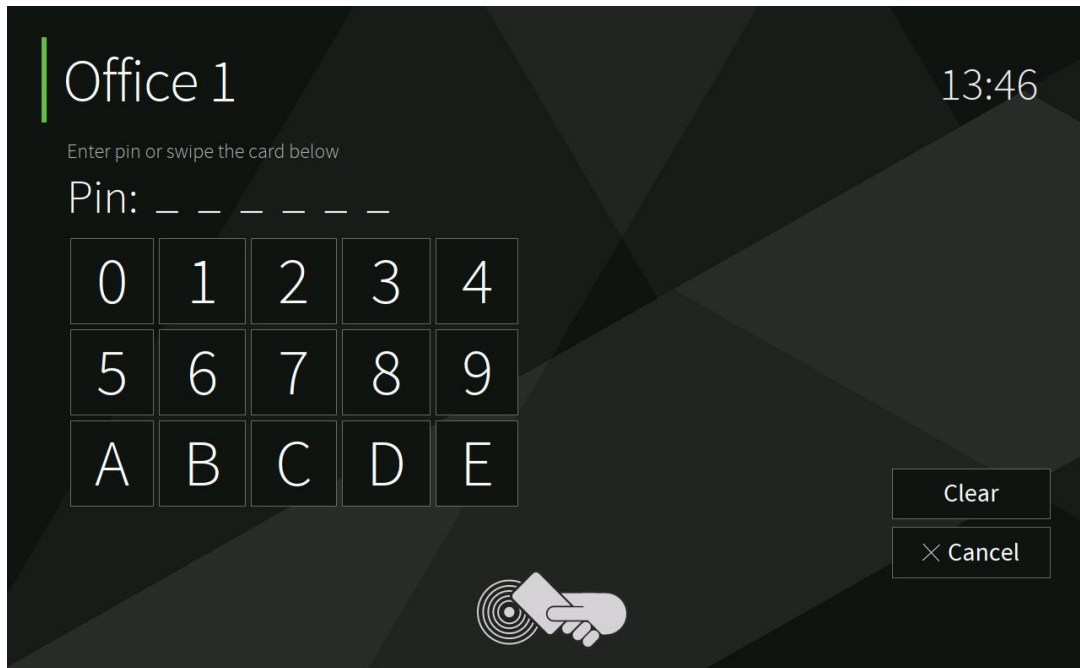 Office 1
13:46
Enter pin or swipe the card below
Pin: _ _ _ _ _ _
0 1 2 3 4
5 6 7 8 9
A B C D E
Clear
× Cancel